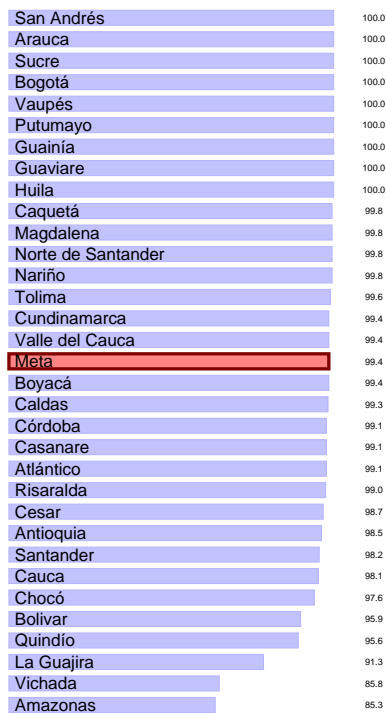 San Andrés 100.0
Arauca 100.0
Sucre 100.0
Bogotá 100.0
Vaupés 100.0
Putumayo 100.0
Guainía 100.0
Guaviare 100.0
Huila 100.0
Caquetá 99.8
Magdalena 99.8
Norte de Santander 99.8
Nariño 99.8
Tolima 99.6
Cundinamarca 99.4
Valle del Cauca 99.4
Meta 99.4
Boyacá 99.4
Caldas 99.3
Córdoba 99.1
Casanare 99.1
Atlántico 99.1
Risaralda 99.0
Cesar 98.7
Antioquia 98.5
Santander 98.2
Cauca 98.1
Chocó 97.6
Bolivar 95.9
Quindío 95.6
La Guajira 91.3
Vichada 85.8
Amazonas 85.3